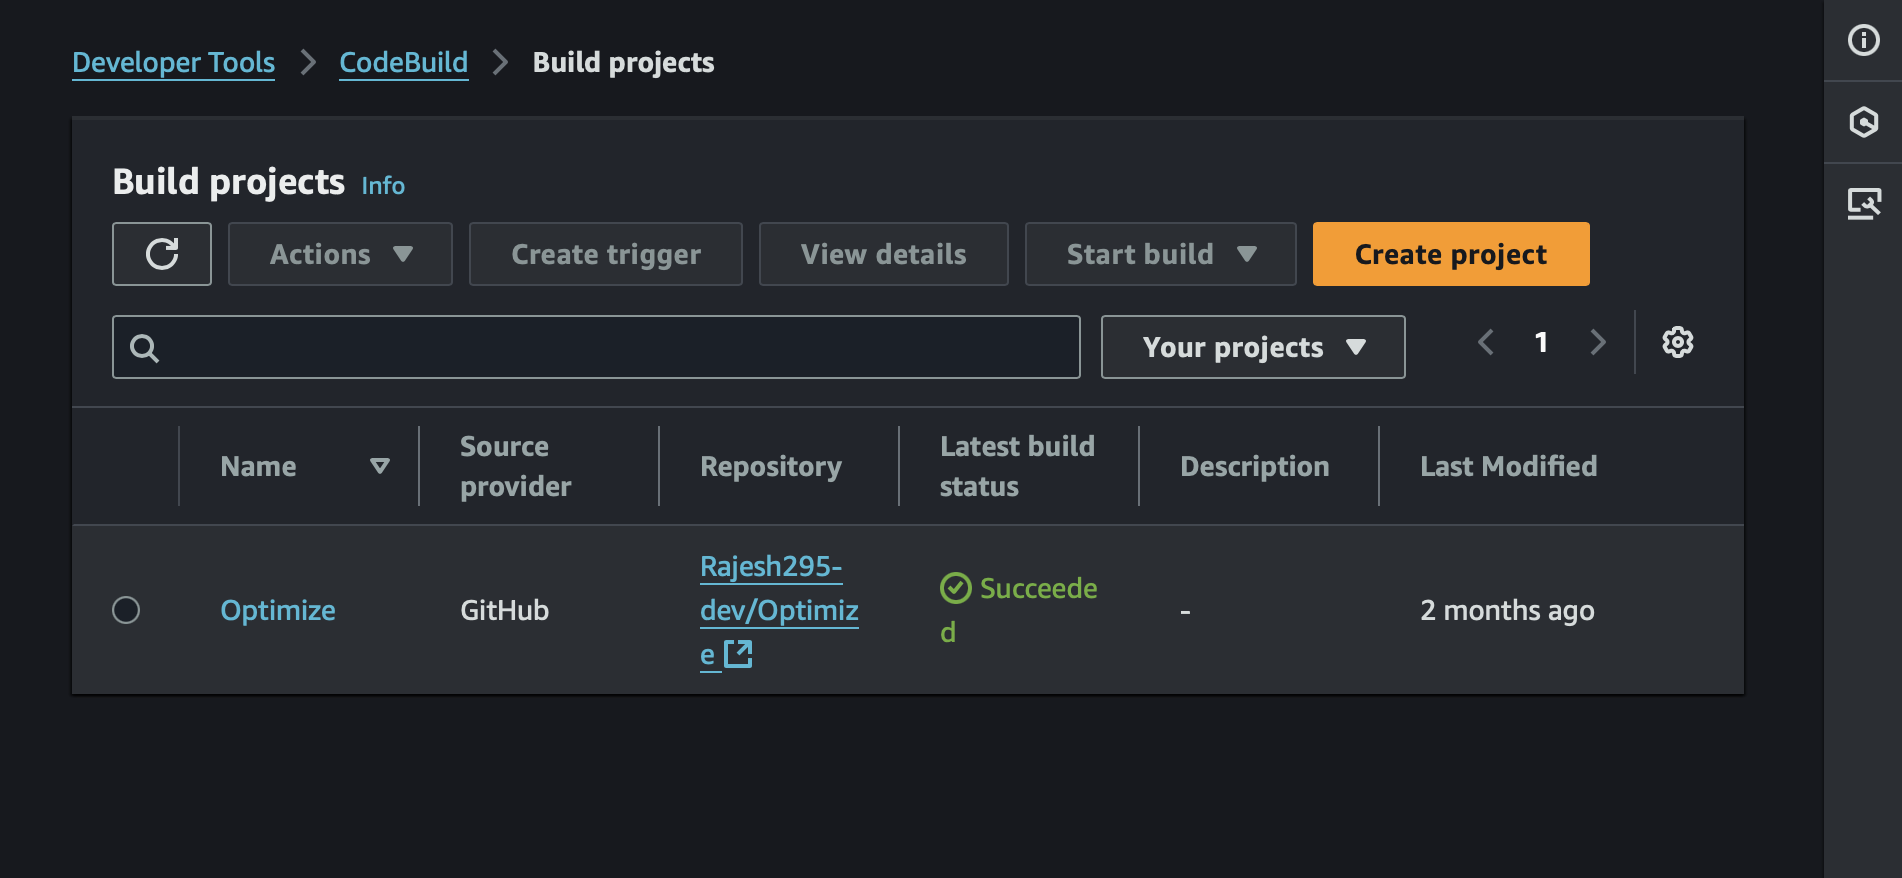 Developer Tools > CodeBuild > Build projects
Build projects Info
Actions Create trigger View details Start build Create project
Your projects 1
Name Source provider Repository Latest build status Description Last Modified
Optimize GitHub Rajesh295-dev/Optimize Succeeded - 2 months ago